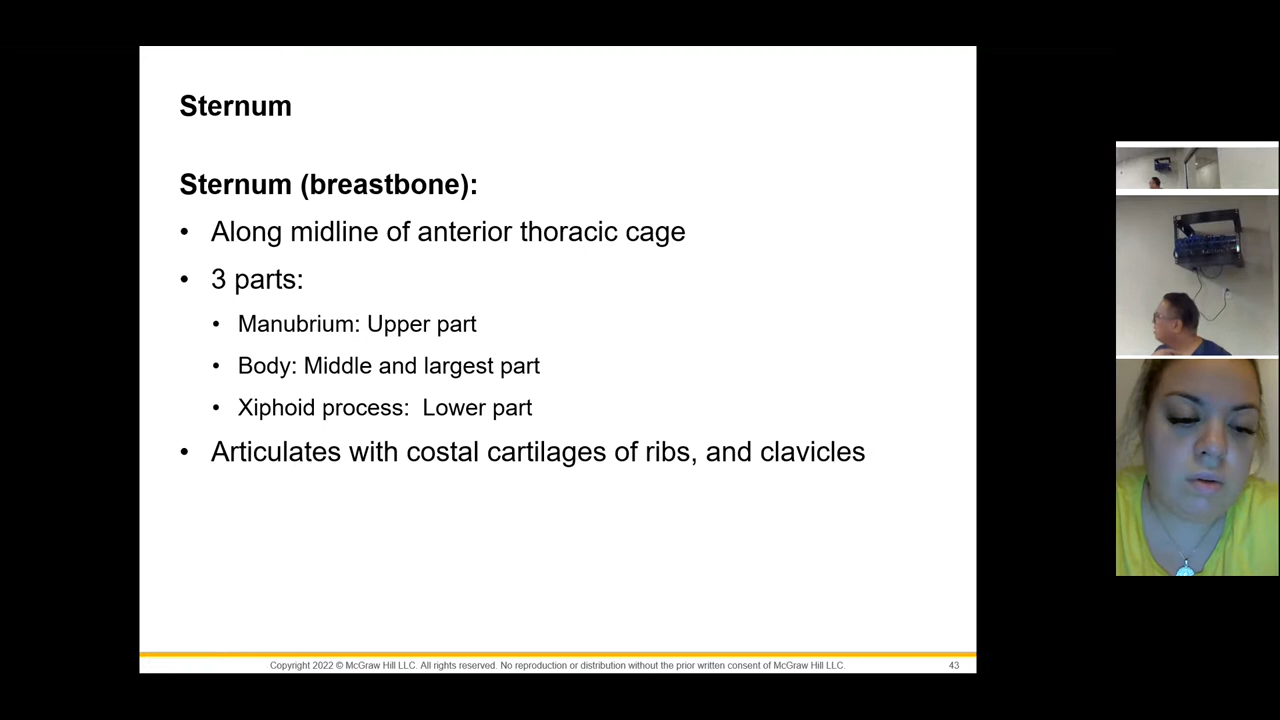 Sternum
Sternum (breastbone):
• Along midline of anterior thoracic cage
• 3 parts:
• Manubrium: Upper part
• Body: Middle and largest part
• Xiphoid process:  Lower part
• Articulates with costal cartilages of ribs, and clavicles
Copyright 2022 © McGraw Hill LLC. All rights reserved. No reproduction or distribution without the prior written consent of McGraw Hill LLC. 43